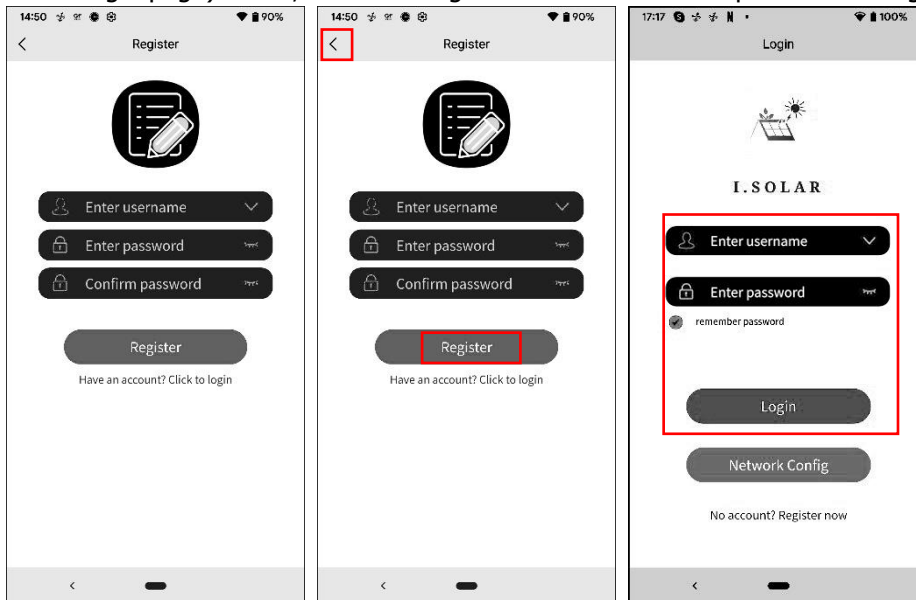 14:50
90%
Register
Enter username
Enter password
Confirm password
Register
Have an account? Click to login
14:50
90%
Register
Enter username
Enter password
Confirm password
Register
Have an account? Click to login
17:17
100%
Login
I.SOLAR
Enter username
Enter password
remember password
Login
Network Config
No account? Register now